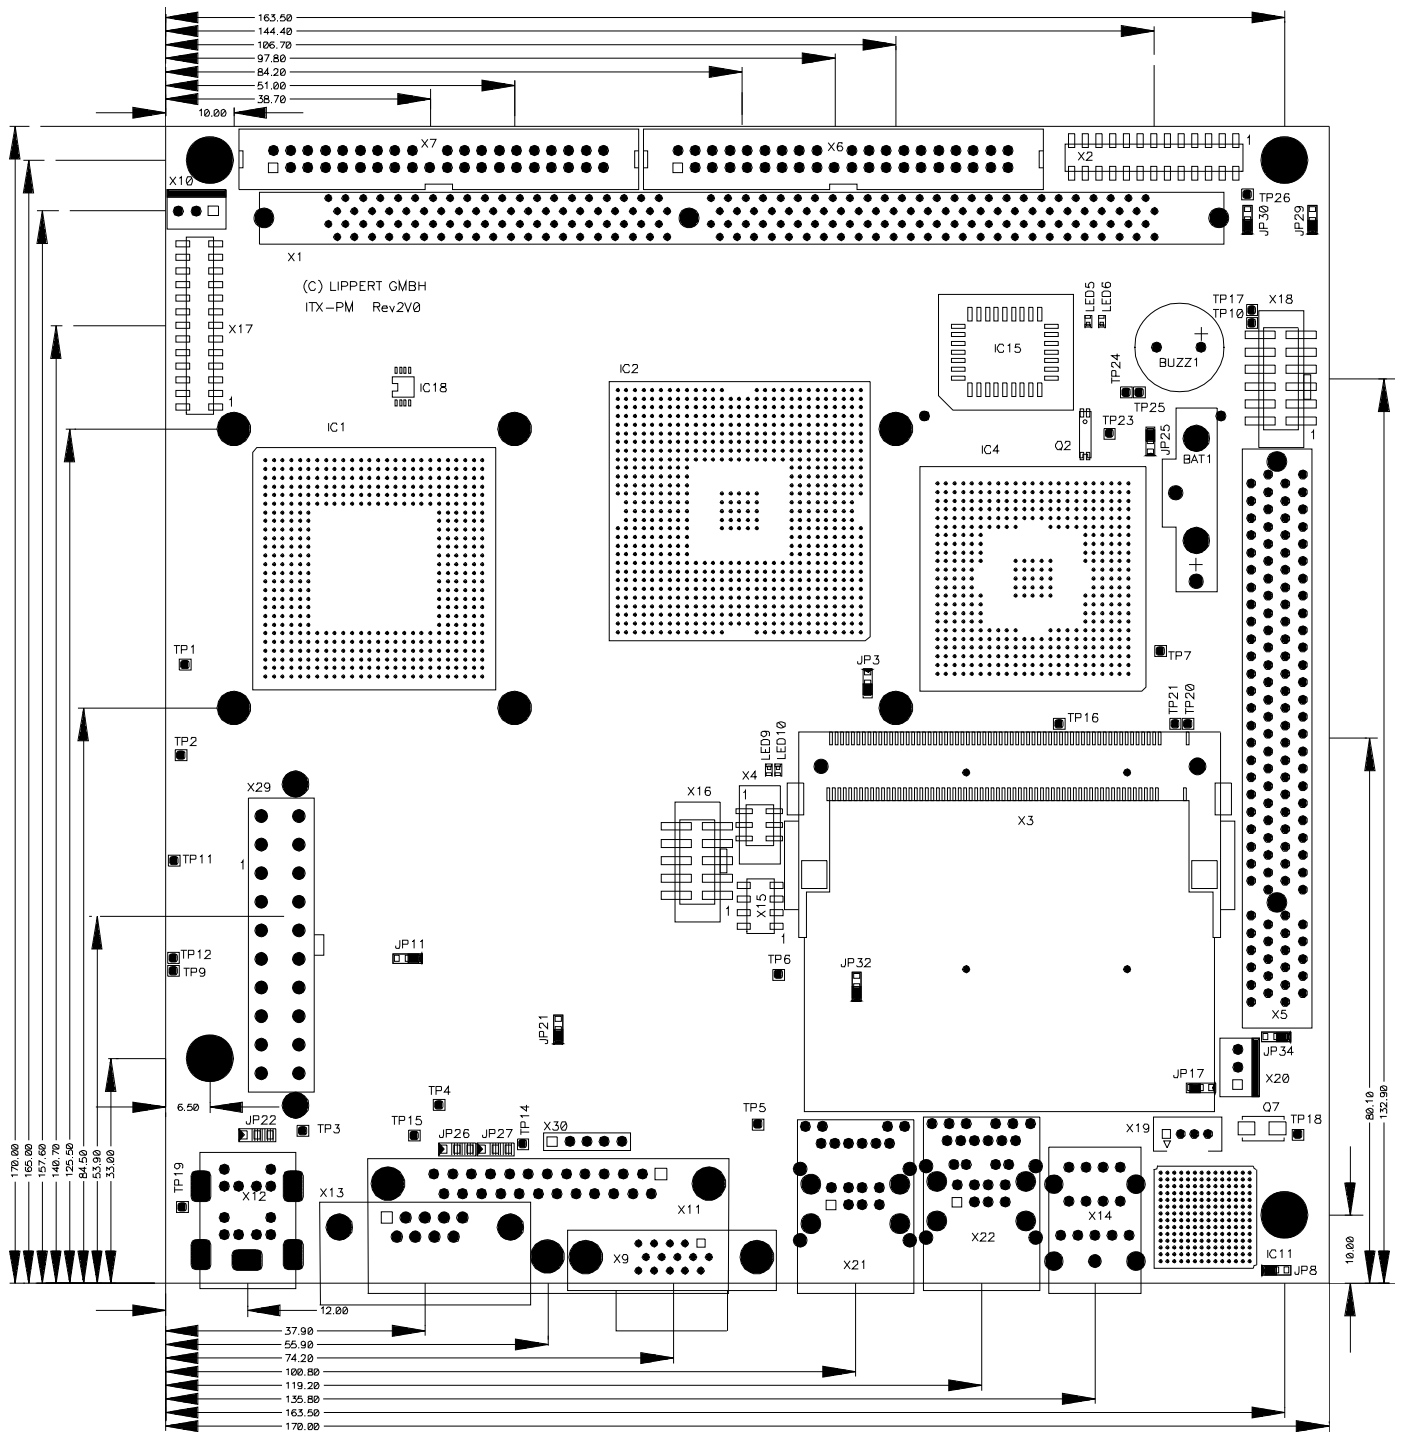 163.50
144.40
106.70
97.80
84.20
51.00
38.70
10.00
X7
X6
X2
1
X10
TP26
JP30
JP29
X1
(C) LIPPERT GMBH
ITX-PM Rev2V0
LED5
LED6
TP17
TP10
X18
X17
IC15
BUZZ1
IC2
IC18
TP24
TP25
1
IC1
TP23
JP25
Q2
IC4
BAT1
1
TP1
JP3
TP7
TP21
TP20
TP16
TP2
LED9
LED10
X4
X29
X16
1
X3
TP11
1
X15
1
1
JP11
TP12
TP9
TP6
JP32
X5
JP21
JP34
JP17
X20
6.50
TP4
JP22
TP3
TP15
JP26
JP27
TP14
X30
TP5
X19
Q7
TP18
TP19
X12
X13
X11
X9
X21
X22
X14
IC11
JP8
170.00
165.00
157.60
140.70
125.50
84.50
53.90
33.00
80.10
132.90
10.00
12.00
37.90
55.90
74.20
100.80
119.20
135.80
163.50
170.00